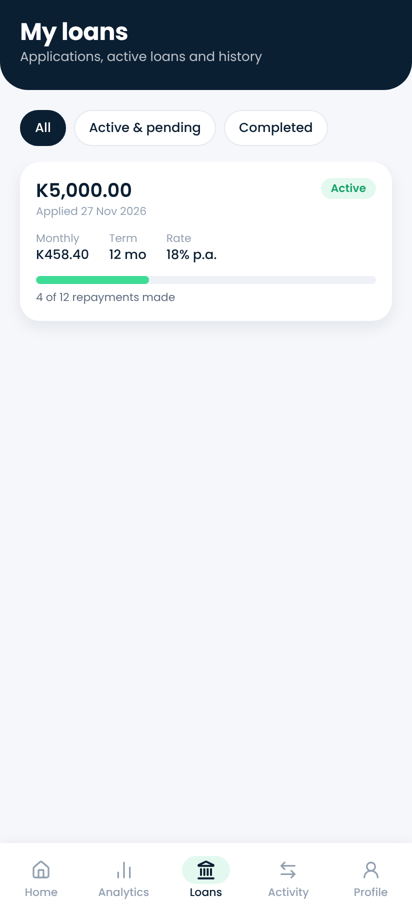 My loans
Applications, active loans and history
All
Active & pending
Completed
K5,000.00
Active
Applied 27 Nov 2026
Monthly Term Rate
K458.40 12 mo 18% p.a.
4 of 12 repayments made
Home Analytics Loans Activity Profile